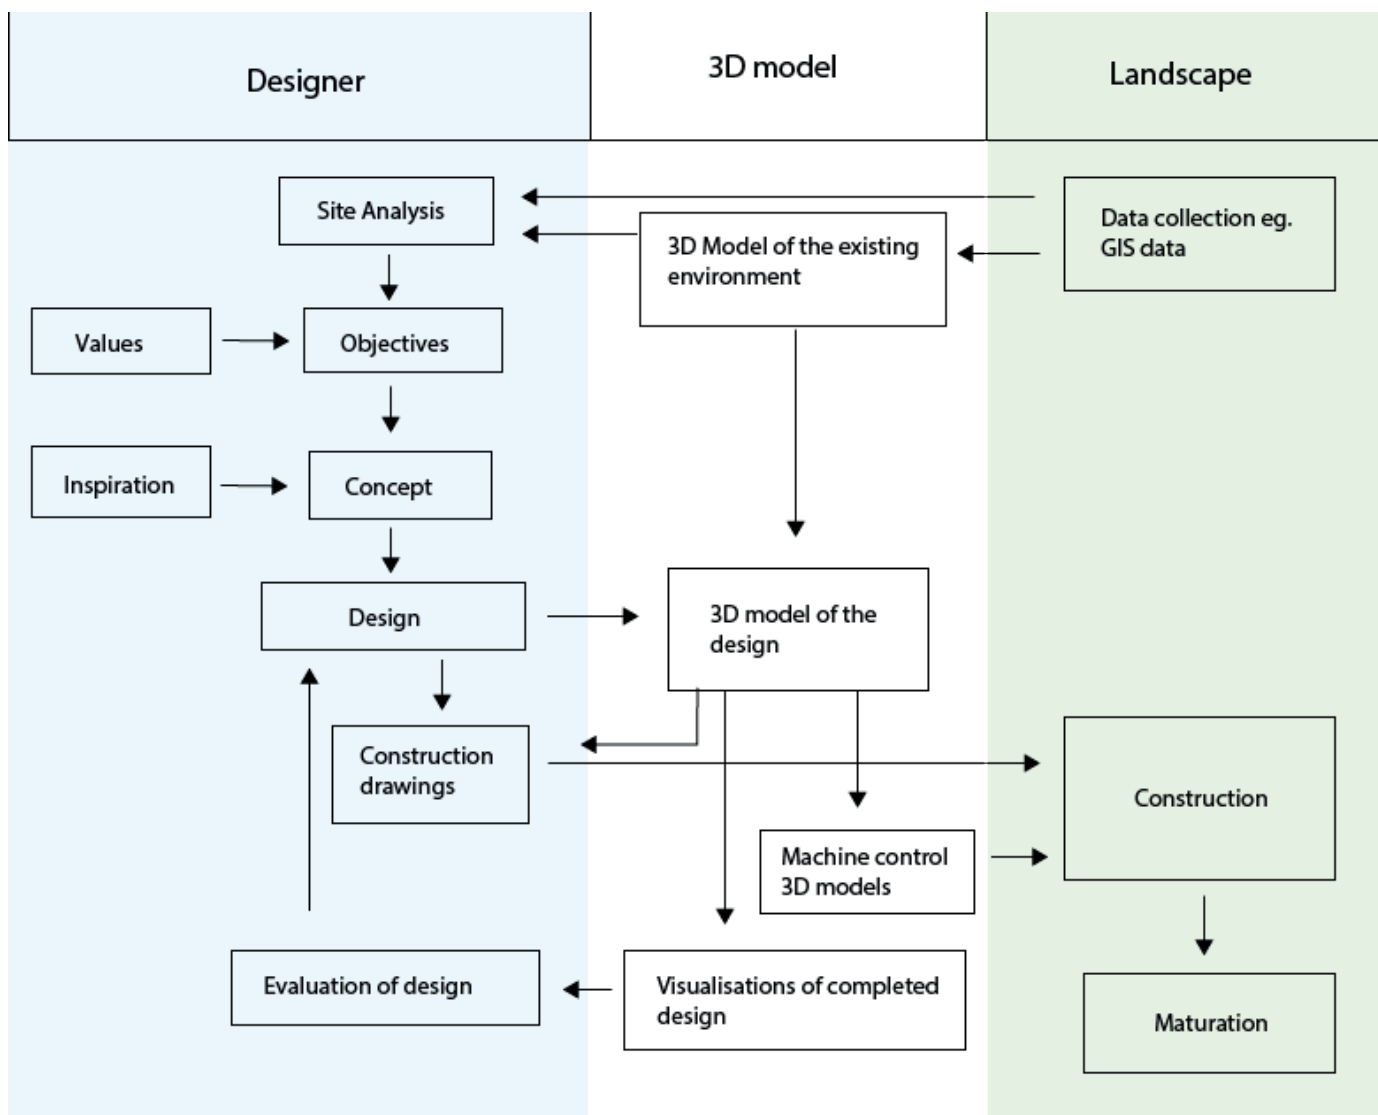 Designer
3D model
Landscape
Site Analysis
3D Model of the existing
environment
Data collection eg.
GIS data
Values
Objectives
Inspiration
Concept
Design
3D model of the
design
Construction
drawings
Construction
Machine control
3D models
Evaluation of design
Visualisations of completed
design
Maturation